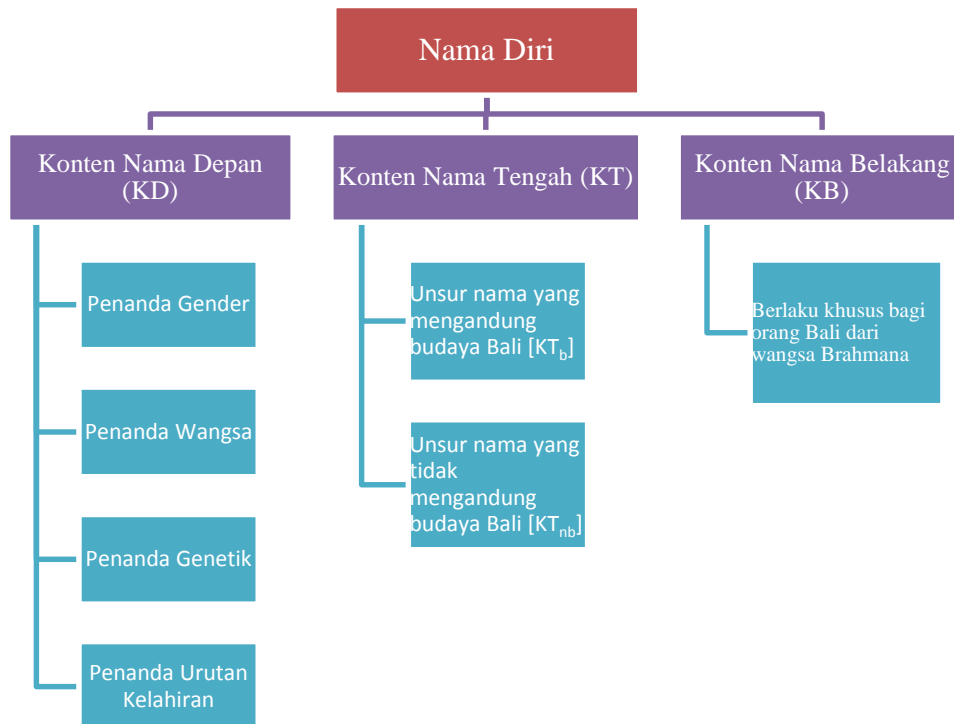 Nama Diri
Konten Nama Depan
(KD)
Penanda Gender
Penanda Wangsa
Penanda Genetik
Penanda Urutan
Kelahiran
Konten Nama Tengah (KT)
Unsur nama yang
mengandung
budaya Bali [KTb]
Unsur nama yang
tidak
mengandung
budaya Bali [KTnb]
Konten Nama Belakang
(KB)
Berlaku khusus bagi
orang Bali dari
wangsa Brahmana